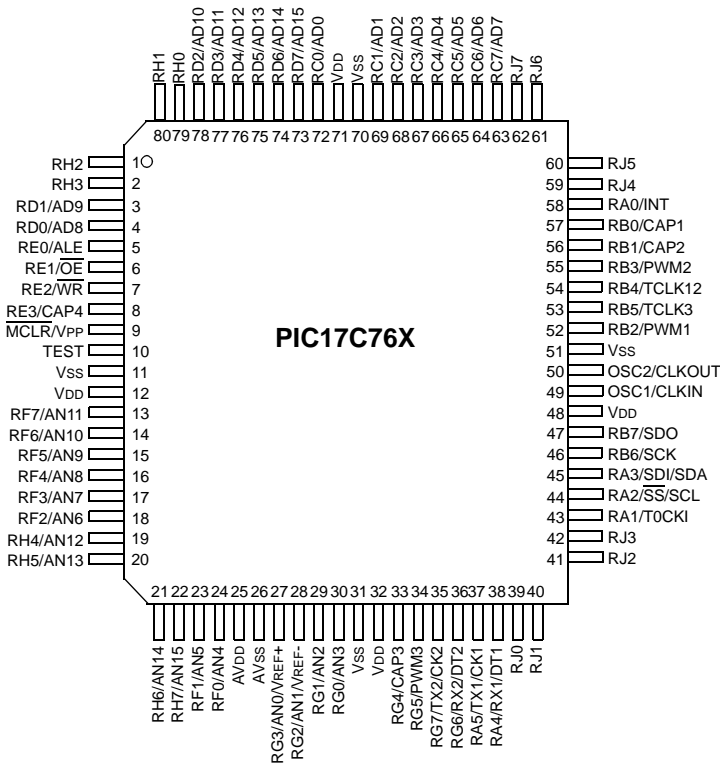 RH1
RH0
RD2/AD10
RD3/AD11
RD4/AD12
RD5/AD13
RD6/AD14
RD7/AD15
RC0/AD0
VDD
VSS
RC1/AD1
RC2/AD2
RC3/AD3
RC4/AD4
RC5/AD5
RC6/AD6
RC7/AD7
RJ7
RJ6
80 79 78 77 76 75 74 73 72 71 70 69 68 67 66 65 64 63 62 61
RH2 1
RH3 2
RD1/AD9 3
RD0/AD8 4
RE0/ALE 5
RE1/OE 6
RE2/WR 7
RE3/CAP4 8
MCLR/VPP 9
TEST 10
VSS 11
VDD 12
RF7/AN11 13
RF6/AN10 14
RF5/AN9 15
RF4/AN8 16
RF3/AN7 17
RF2/AN6 18
RH4/AN12 19
RH5/AN13 20
PIC17C76X
60 RJ5
59 RJ4
58 RA0/INT
57 RB0/CAP1
56 RB1/CAP2
55 RB3/PWM2
54 RB4/TCLK12
53 RB5/TCLK3
52 RB2/PWM1
51 VSS
50 OSC2/CLKOUT
49 OSC1/CLKIN
48 VDD
47 RB7/SDO
46 RB6/SCK
45 RA3/SDI/SDA
44 RA2/SS/SCL
43 RA1/T0CKI
42 RJ3
41 RJ2
21 22 23 24 25 26 27 28 29 30 31 32 33 34 35 36 37 38 39 40
RH6/AN14
RH7/AN15
RF1/AN5
RF0/AN4
AVDD
AVSS
RG3/AN0/VREF+
RG2/AN1/VREF-
RG1/AN2
RG0/AN3
VSS
VDD
RG4/CAP3
RG5/PWM3
RG7/TX2/CK2
RG6/RX2/DT2
RA5/TX1/CK1
RA4/RX1/DT1
RJ0
RJ1